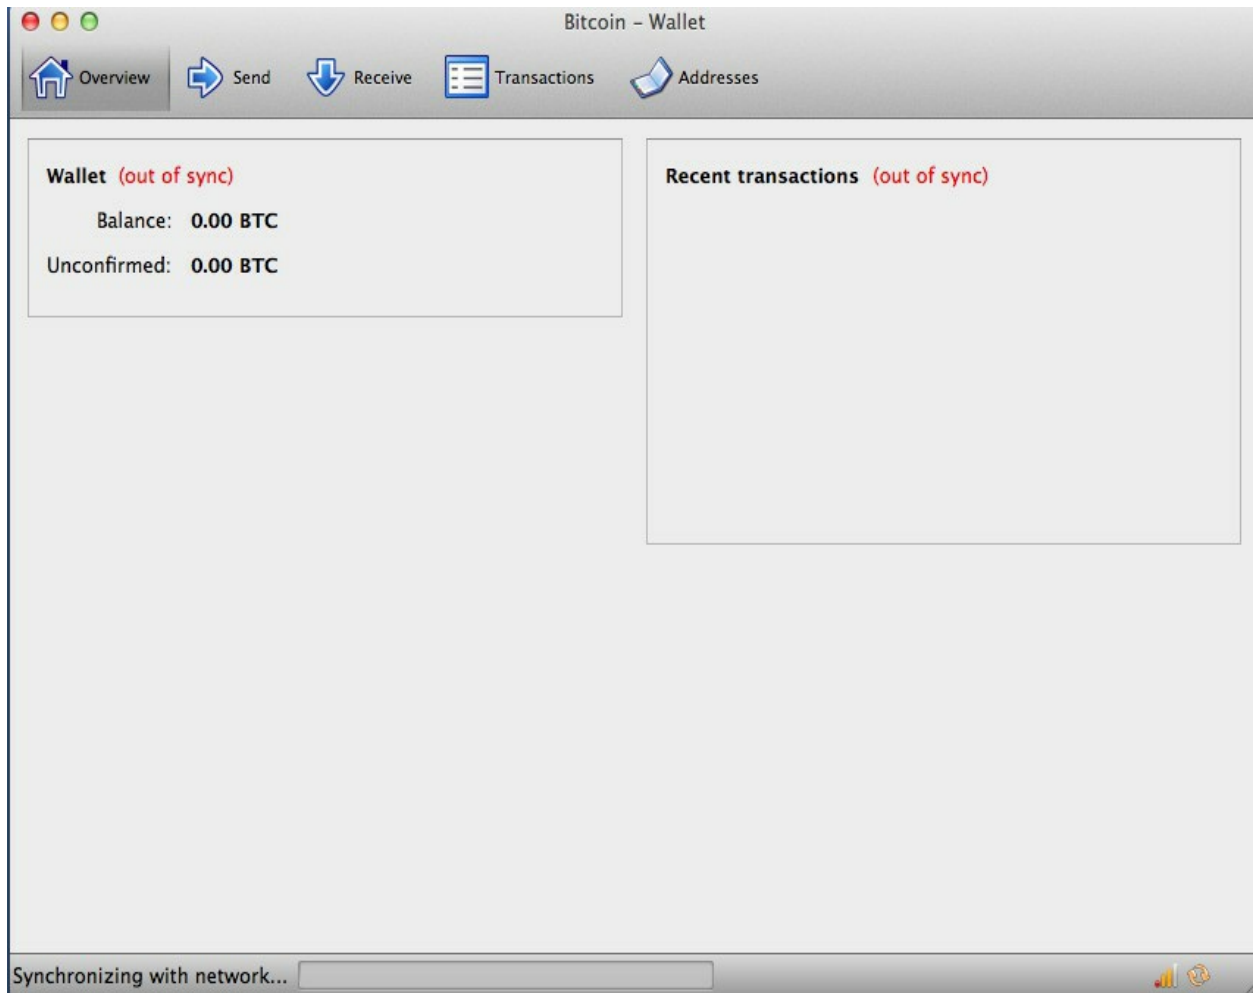 Bitcoin – Wallet
Overview Send Receive Transactions Addresses
Wallet (out of sync)
Balance: 0.00 BTC
Unconfirmed: 0.00 BTC
Recent transactions (out of sync)
Synchronizing with network...